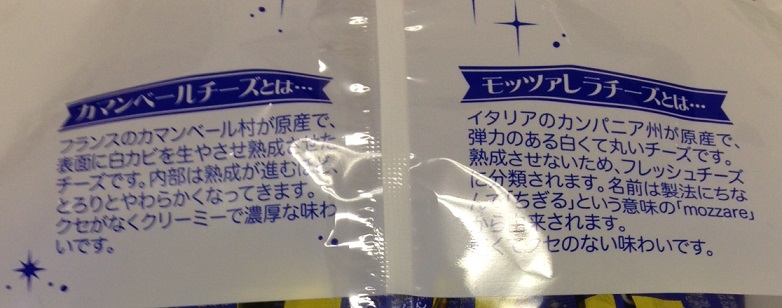 カマンベールチーズとは…
フランスのカマンベール村が原産で、
表面に白カビを生やさせ熟成させた
チーズです。内部は熟成が進むほど、
とろりとやわらかくなってきます。
クセがなくクリーミーで濃厚な味わ
いです。
モッツァレラチーズとは…
イタリアのカンパニア州が原産で、
弾力のある白くて丸いチーズです。
熟成させないため、フレッシュチーズ
に分類されます。名前は製法にちな
んで「ちぎる」という意味の「mozzare」
から由来されます。
クセのない味わいです。